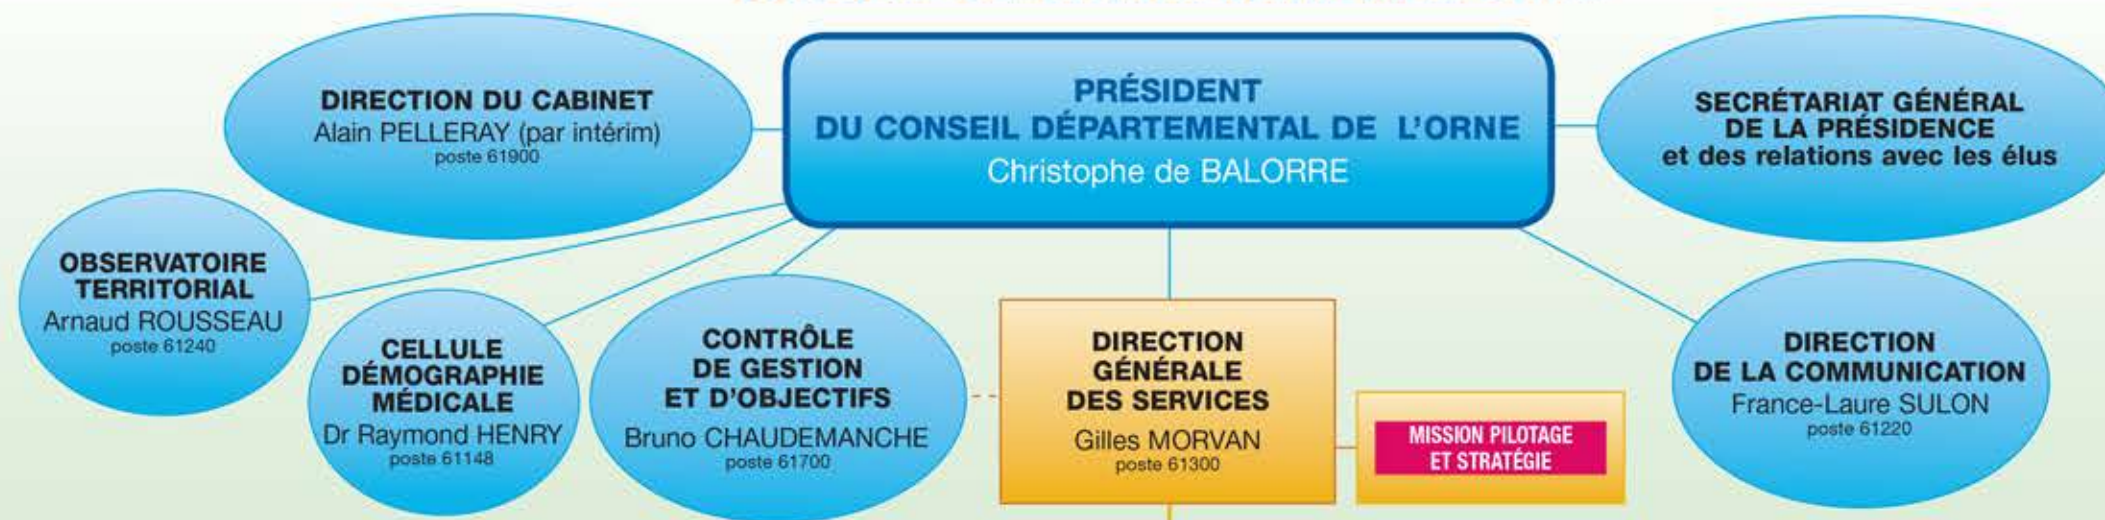 DIRECTION DU CABINET
Alain PELLERAY (par intérim)
poste 61900
PRÉSIDENT
DU CONSEIL DÉPARTEMENTAL DE L'ORNE
Christophe de BALORRE
SECRÉTARIAT GÉNÉRAL
DE LA PRÉSIDENCE
et des relations avec les élus
OBSERVATOIRE
TERRITORIAL
Arnaud ROUSSEAU
poste 61240
CELLULE
DÉMOGRAPHIE
MÉDICALE
Dr Raymond HENRY
poste 61148
CONTRÔLE
DE GESTION
ET D'OBJECTIFS
Bruno CHAUDEMANCHE
poste 61700
DIRECTION
GÉNÉRALE
DES SERVICES
Gilles MORVAN
poste 61300
MISSION PILOTAGE
ET STRATÉGIE
DIRECTION
DE LA COMMUNICATION
France-Laure SULON
poste 61220